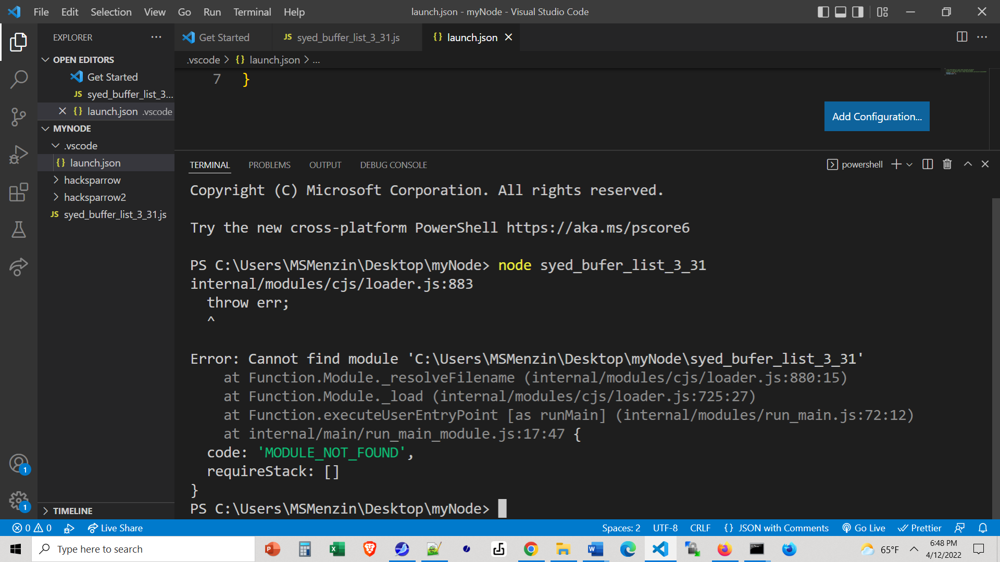 File Edit Selection View Go Run Terminal Help
launch.json - myNode - Visual Studio Code
EXPLORER
OPEN EDITORS
Get Started
JS syed_buffer_list_3...
{} launch.json .vscode
MYNODE
.vscode
{} launch.json
hacksparrow
hacksparrow2
JS syed_buffer_list_3_31.js
TIMELINE
Get Started
JS syed_buffer_list_3_31.js
{} launch.json
.vscode > {} launch.json > ...
7 }
Add Configuration...
TERMINAL PROBLEMS OUTPUT DEBUG CONSOLE
powershell
Copyright (C) Microsoft Corporation. All rights reserved.
Try the new cross-platform PowerShell https://aka.ms/pscore6
PS C:\Users\MSMenzin\Desktop\myNode> node syed_bufer_list_3_31
internal/modules/cjs/loader.js:883
  throw err;
  ^
Error: Cannot find module 'C:\Users\MSMenzin\Desktop\myNode\syed_bufer_list_3_31'
    at Function.Module._resolveFilename (internal/modules/cjs/loader.js:880:15)
    at Function.Module._load (internal/modules/cjs/loader.js:725:27)
    at Function.executeUserEntryPoint [as runMain] (internal/modules/run_main.js:72:12)
    at internal/main/run_main_module.js:17:47 {
  code: 'MODULE_NOT_FOUND',
  requireStack: []
}
PS C:\Users\MSMenzin\Desktop\myNode>
1
1
0 0 Live Share
Spaces: 2 UTF-8 CRLF {} JSON with Comments Go Live Prettier
Type here to search
65°F
6:48 PM
4/12/2022